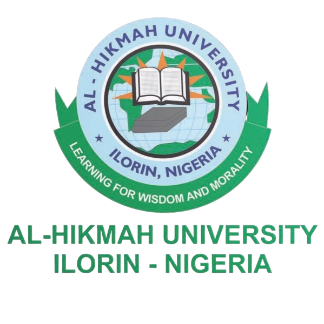 AL - HIKMAH UNIVERSITY
★ ILORIN, NIGERIA ★
LEARNING FOR WISDOM AND MORALITY
AL-HIKMAH UNIVERSITY
ILORIN - NIGERIA